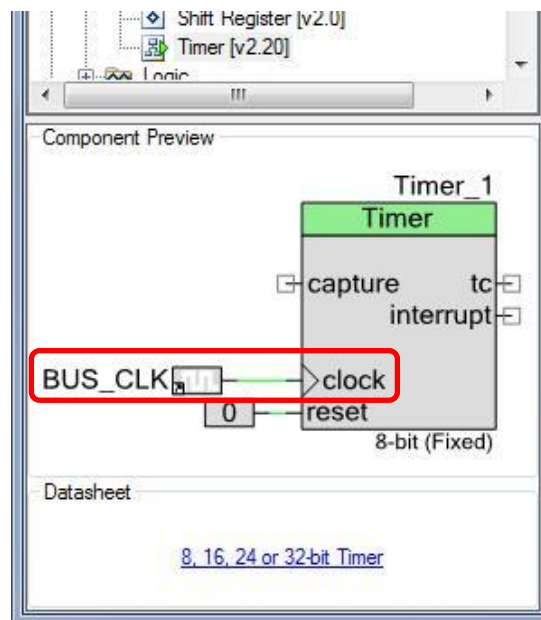 Shift Register [v2.0]
Timer [v2.20]
Logic
Component Preview
Timer_1
Timer
capture tc
interrupt
BUS_CLK clock
0 reset
8-bit (Fixed)
Datasheet
8, 16, 24 or 32-bit Timer